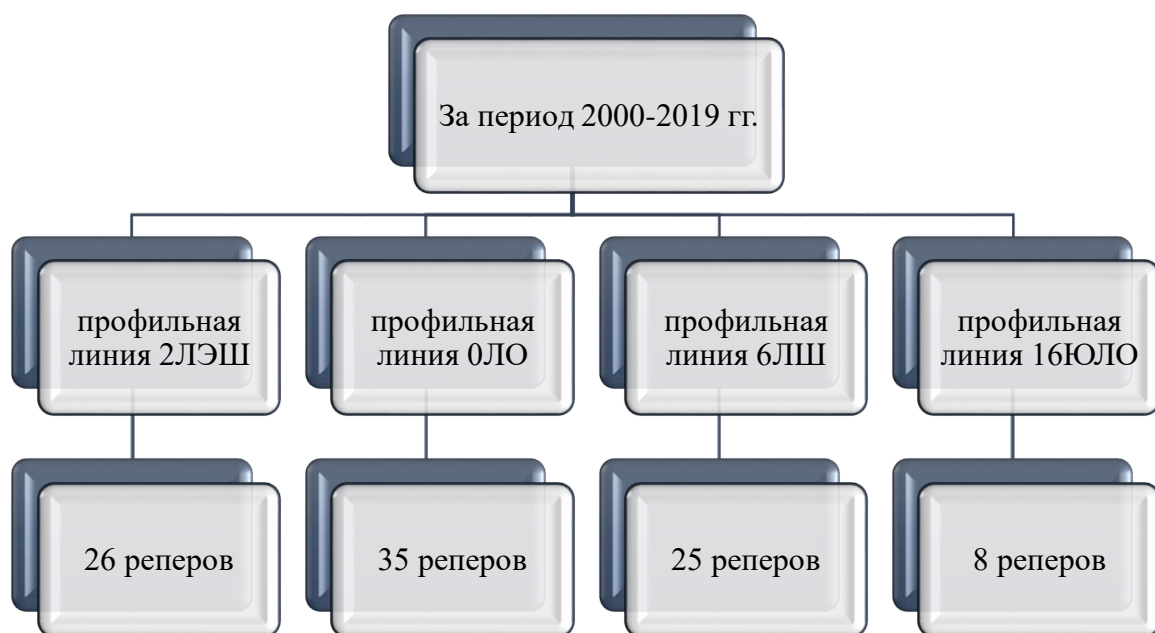 За период 2000-2019 гг.
профильная
линия 2ЛЭШ
профильная
линия 0ЛО
профильная
линия 6ЛШ
профильная
линия 16ЮЛО
26 реперов
35 реперов
25 реперов
8 реперов